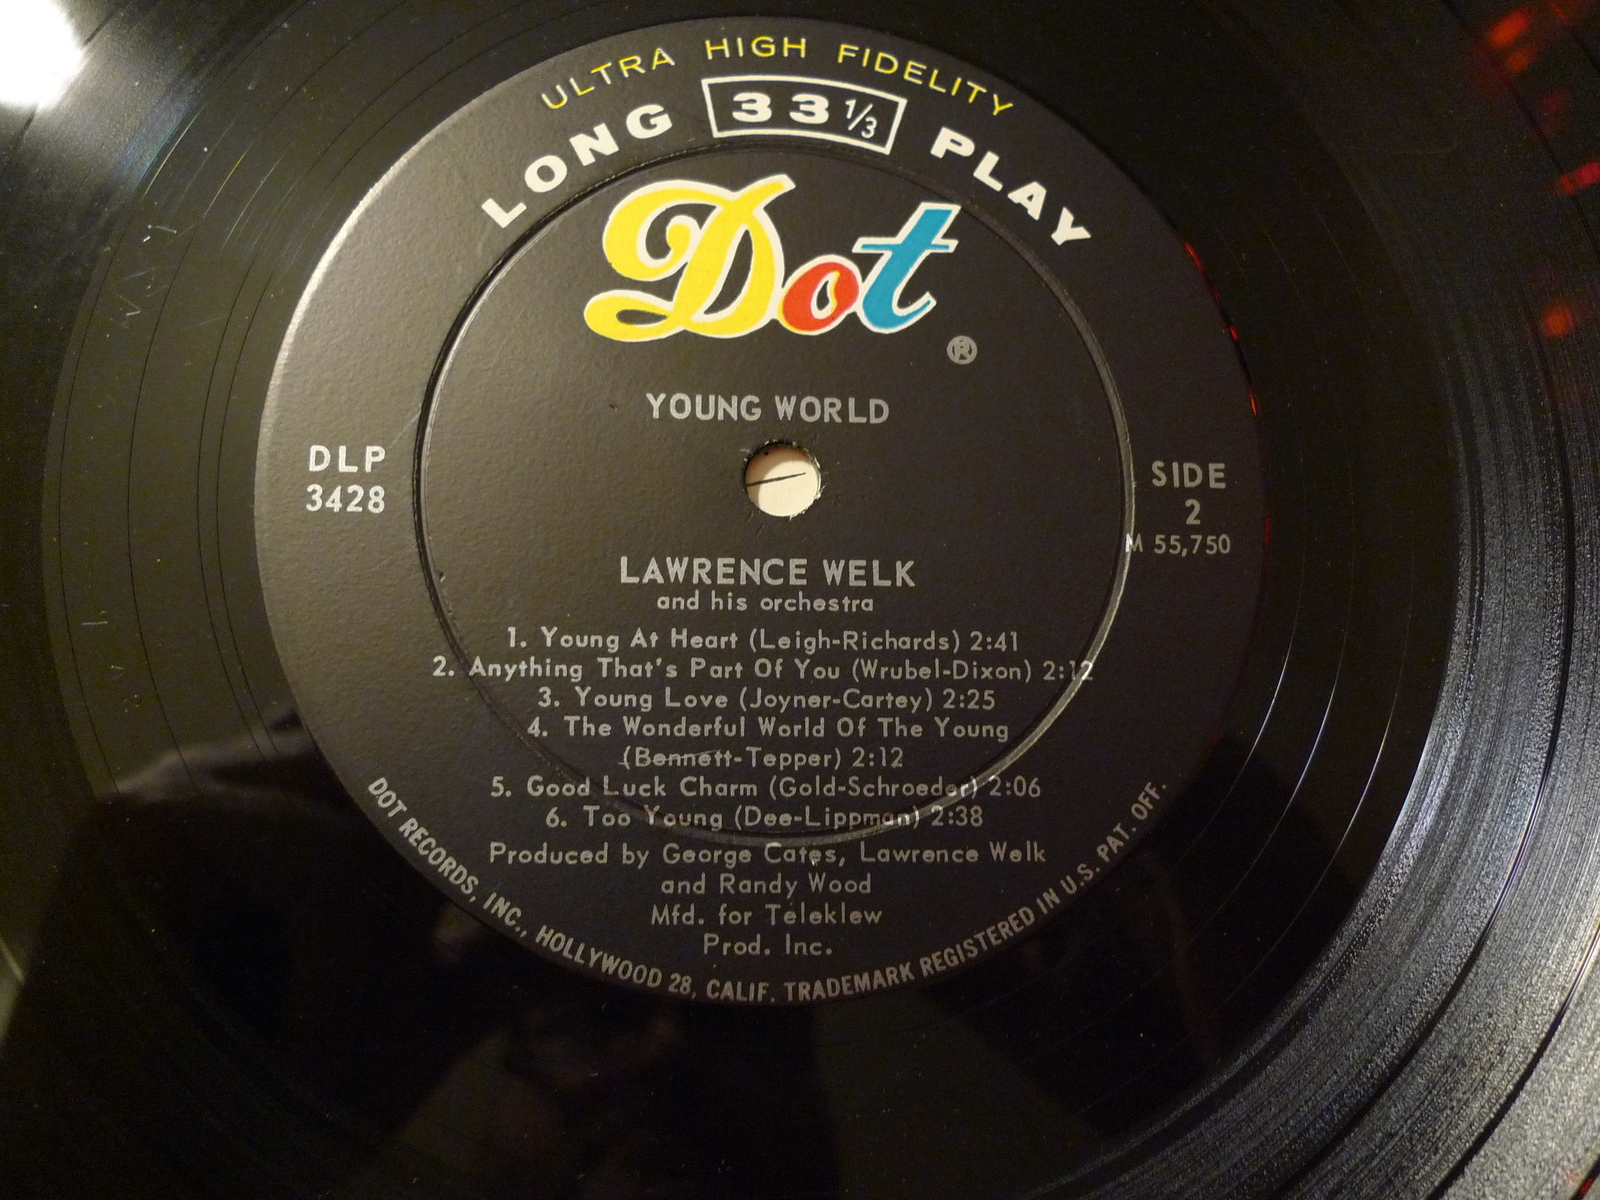 ULTRA HIGH FIDELITY
LONG 33 1/3 PLAY
Dot
®
YOUNG WORLD
DLP
3428
SIDE
2
M 55,750
LAWRENCE WELK
and his orchestra
1. Young At Heart (Leigh-Richards) 2:41
2. Anything That's Part Of You (Wrubel-Dixon) 2:12
3. Young Love (Joyner-Cartey) 2:25
4. The Wonderful World Of The Young
(Bennett-Tepper) 2:12
5. Good Luck Charm (Gold-Schroeder) 2:06
6. Too Young (Dee-Lippman) 2:38
Produced by George Cates, Lawrence Welk
and Randy Wood
Mfd. for Teleklew
Prod. Inc.
DOT RECORDS, INC., HOLLYWOOD 28, CALIF. TRADEMARK REGISTERED IN U.S. PAT. OFF.